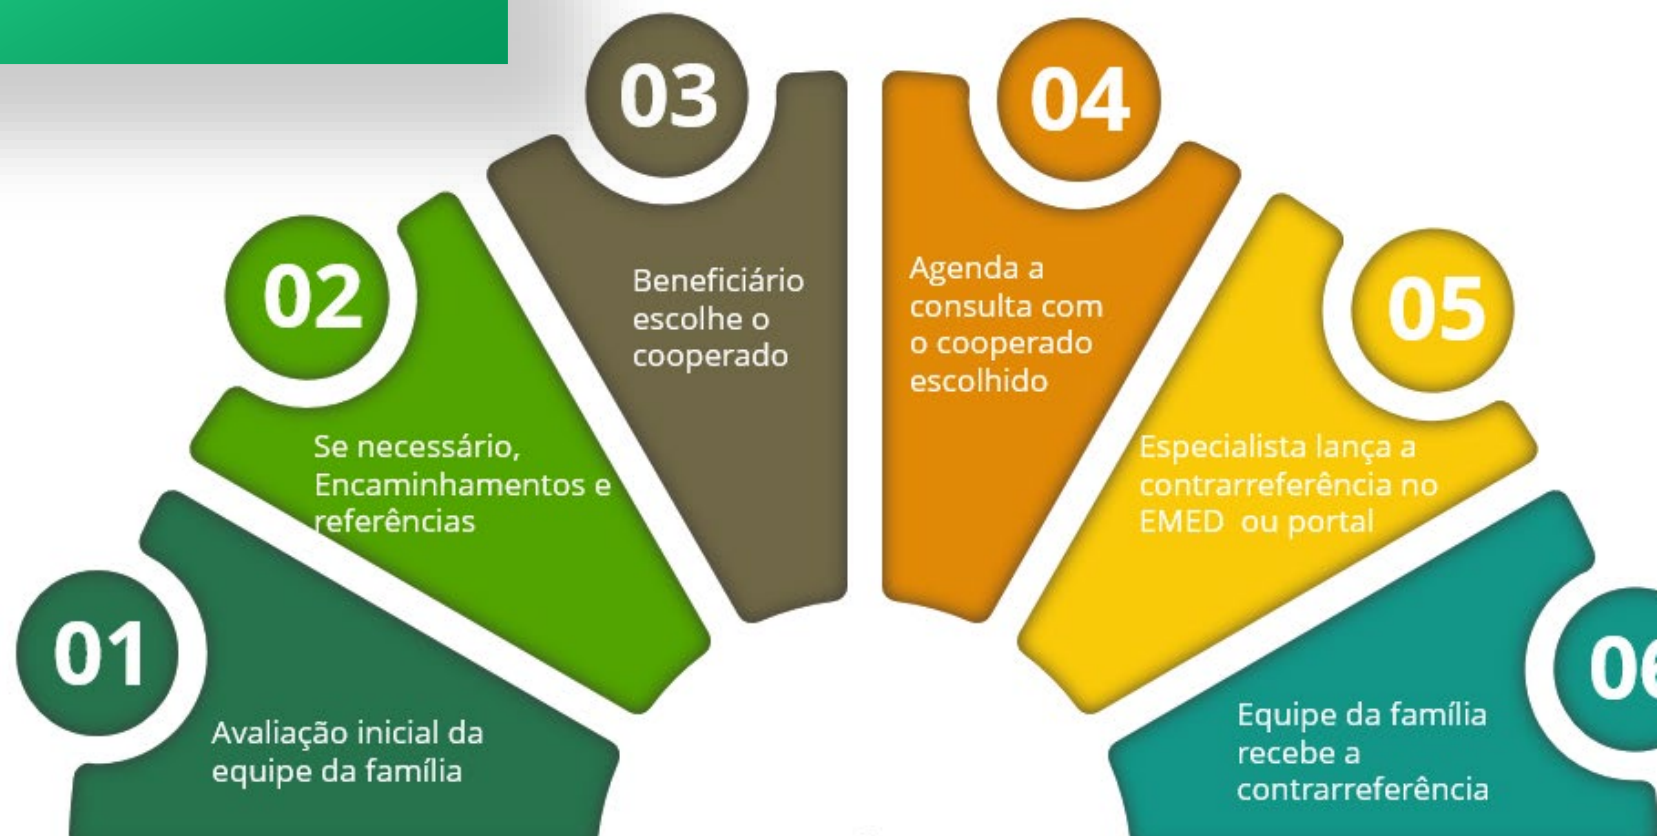 01
Avaliação inicial da
equipe da família
02
Se necessário,
Encaminhamentos e
referências
03
Beneficiário
escolhe o
cooperado
04
Agenda a
consulta com
o cooperado
escolhido
05
Especialista lança a
contrarreferência no
EMED ou portal
06
Equipe da família
recebe a
contrarreferência